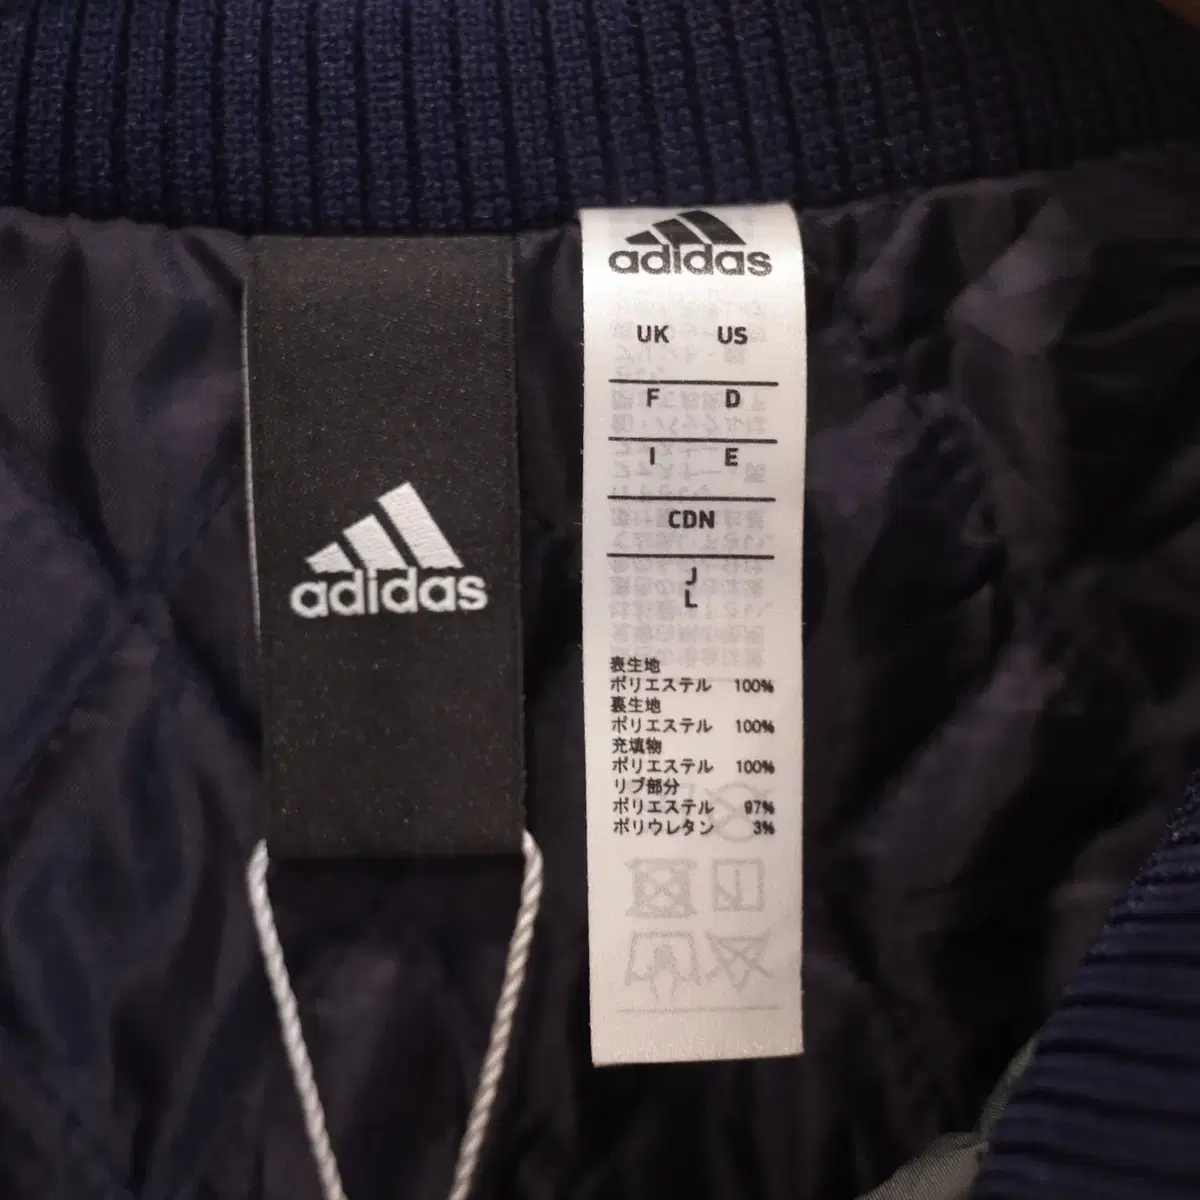 adidas
adidas
UK US
F D
I E
CDN
J
L
表生地
ポリエステル 100%
裏生地
ポリエステル 100%
充填物
ポリエステル 100%
リブ部分
ポリエステル 97%
ポリウレタン 3%